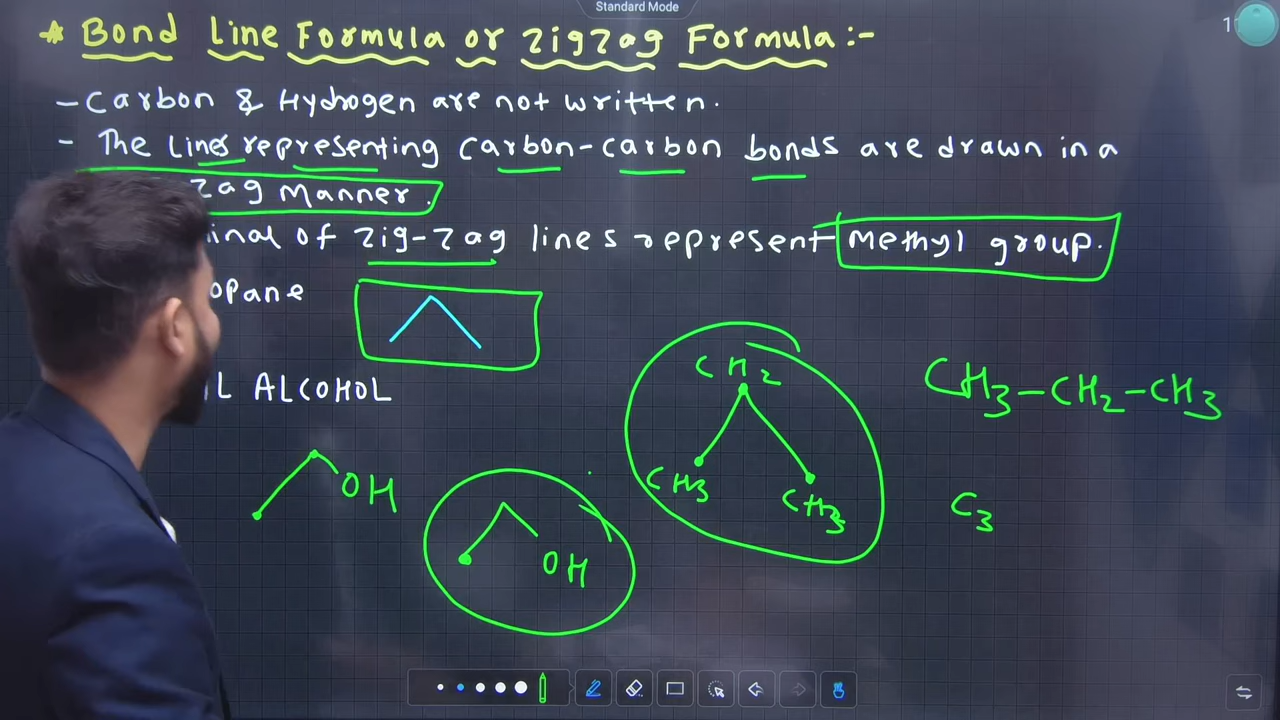 Standard Mode
* Bond Line Formula or ZigZag Formula:-
- Carbon & Hydrogen are not written.
- The Lines representing carbon-carbon bonds are drawn in a
zag Manner.
inal of zig-zag lines represent Methyl group.
opane
CH2
CH3
CH3
CH3-CH2-CH3
L ALCOHOL
OH
OH
C3